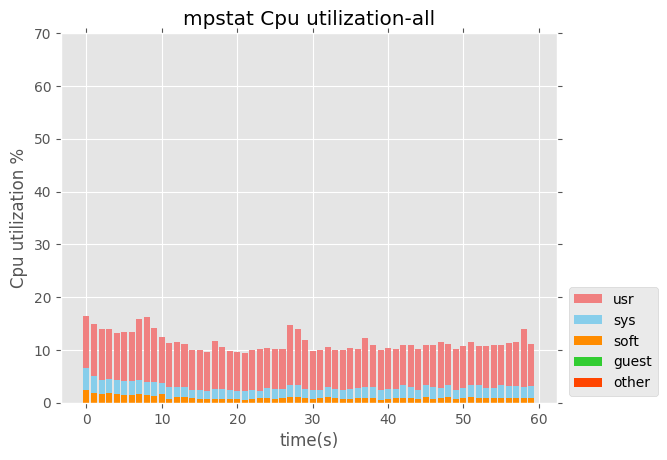 mpstat Cpu utilization-all
70
60
50
40
30
20
10
0
Cpu utilization %
0 10 20 30 40 50 60
time(s)
usr
sys
soft
guest
other